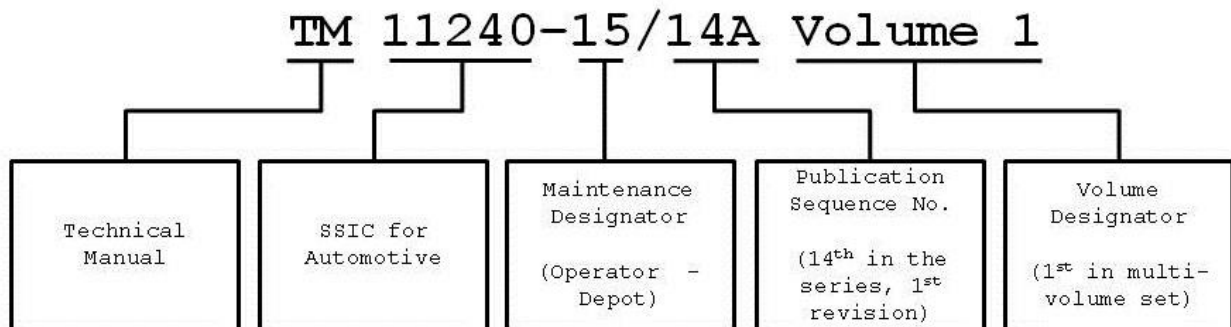 TM 11240-15/14A Volume 1
Technical
Manual
SSIC for
Automotive
Maintenance
Designator
(Operator -
Depot)
Publication
Sequence No.
(14th in the
series, 1st
revision)
Volume
Designator
(1st in multi-
volume set)